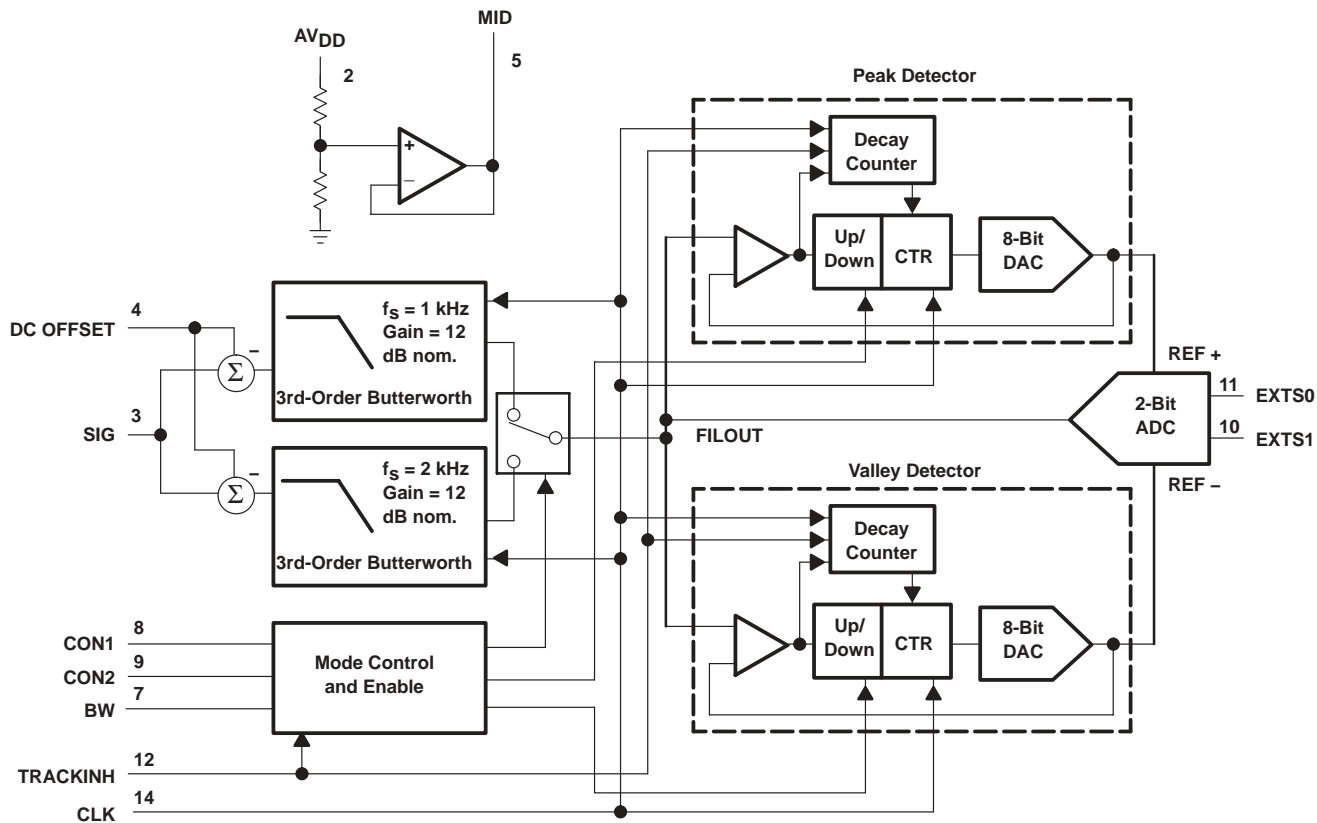 MID
AVDD
2
5
+
–
Peak Detector
Decay
Counter
Up/
Down
CTR
8-Bit
DAC
4
DC OFFSET
–
Σ
fs = 1 kHz
Gain = 12
dB nom.
3rd-Order Butterworth
3
SIG
–
Σ
fs = 2 kHz
Gain = 12
dB nom.
3rd-Order Butterworth
FILOUT
REF +
2-Bit
ADC
11
EXTS0
10
EXTS1
REF –
Valley Detector
Decay
Counter
Up/
Down
CTR
8-Bit
DAC
8
CON1
9
CON2
7
BW
Mode Control
and Enable
12
TRACKINH
14
CLK